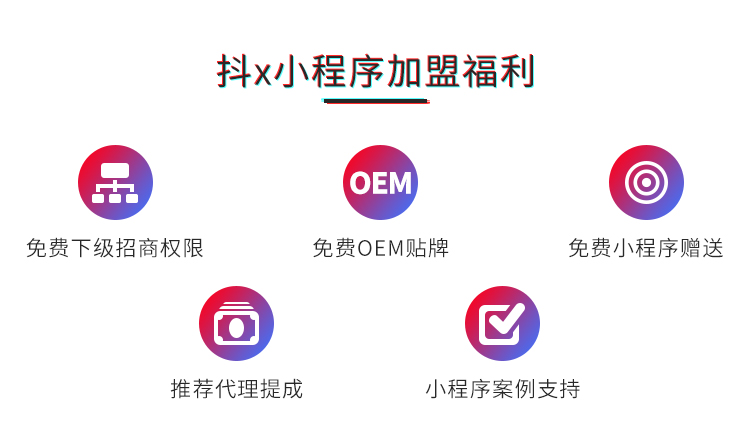 抖x小程序加盟福利
OEM
免费下级招商权限
免费OEM贴牌
免费小程序赠送
推荐代理提成
小程序案例支持